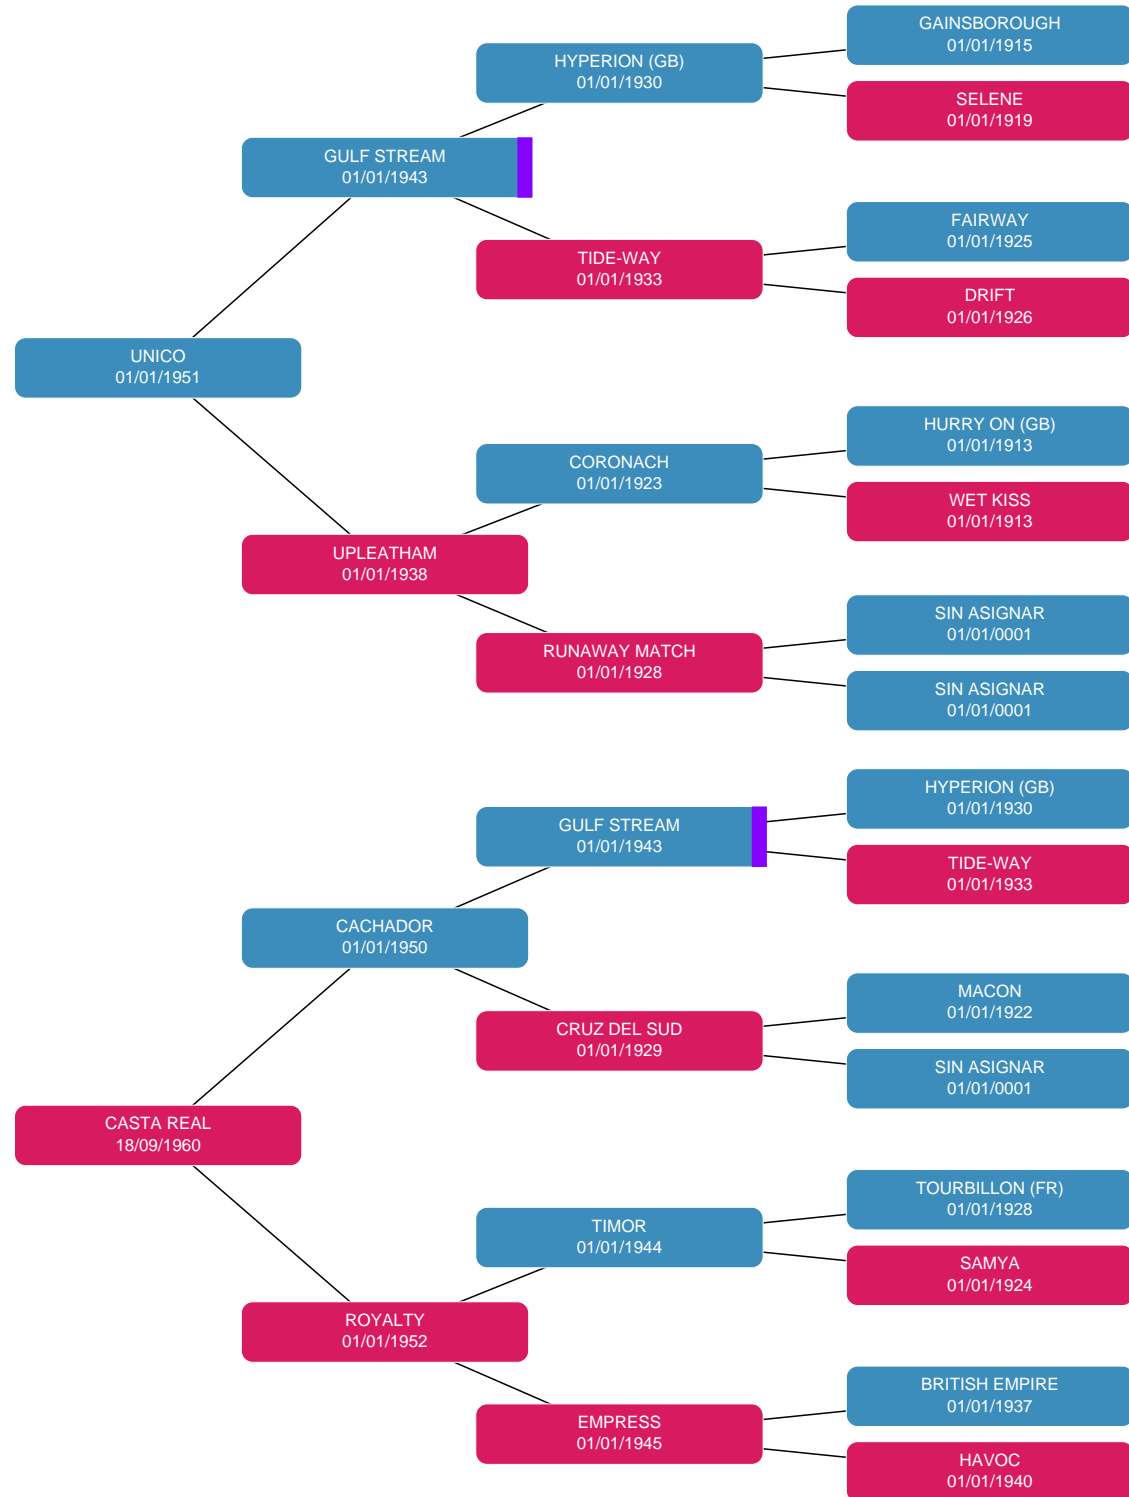 GAINSBOROUGH
01/01/1915
HYPERION (GB)
01/01/1930
SELENE
01/01/1919
GULF STREAM
01/01/1943
FAIRWAY
01/01/1925
TIDE-WAY
01/01/1933
DRIFT
01/01/1926
UNICO
01/01/1951
HURRY ON (GB)
01/01/1913
CORONACH
01/01/1923
WET KISS
01/01/1913
UPLEATHAM
01/01/1938
SIN ASIGNAR
01/01/0001
RUNAWAY MATCH
01/01/1928
SIN ASIGNAR
01/01/0001
HYPERION (GB)
01/01/1930
GULF STREAM
01/01/1943
TIDE-WAY
01/01/1933
CACHADOR
01/01/1950
MACON
01/01/1922
CRUZ DEL SUD
01/01/1929
SIN ASIGNAR
01/01/0001
CASTA REAL
18/09/1960
TOURBILLON (FR)
01/01/1928
TIMOR
01/01/1944
SAMYA
01/01/1924
ROYALTY
01/01/1952
BRITISH EMPIRE
01/01/1937
EMPRESS
01/01/1945
HAVOC
01/01/1940